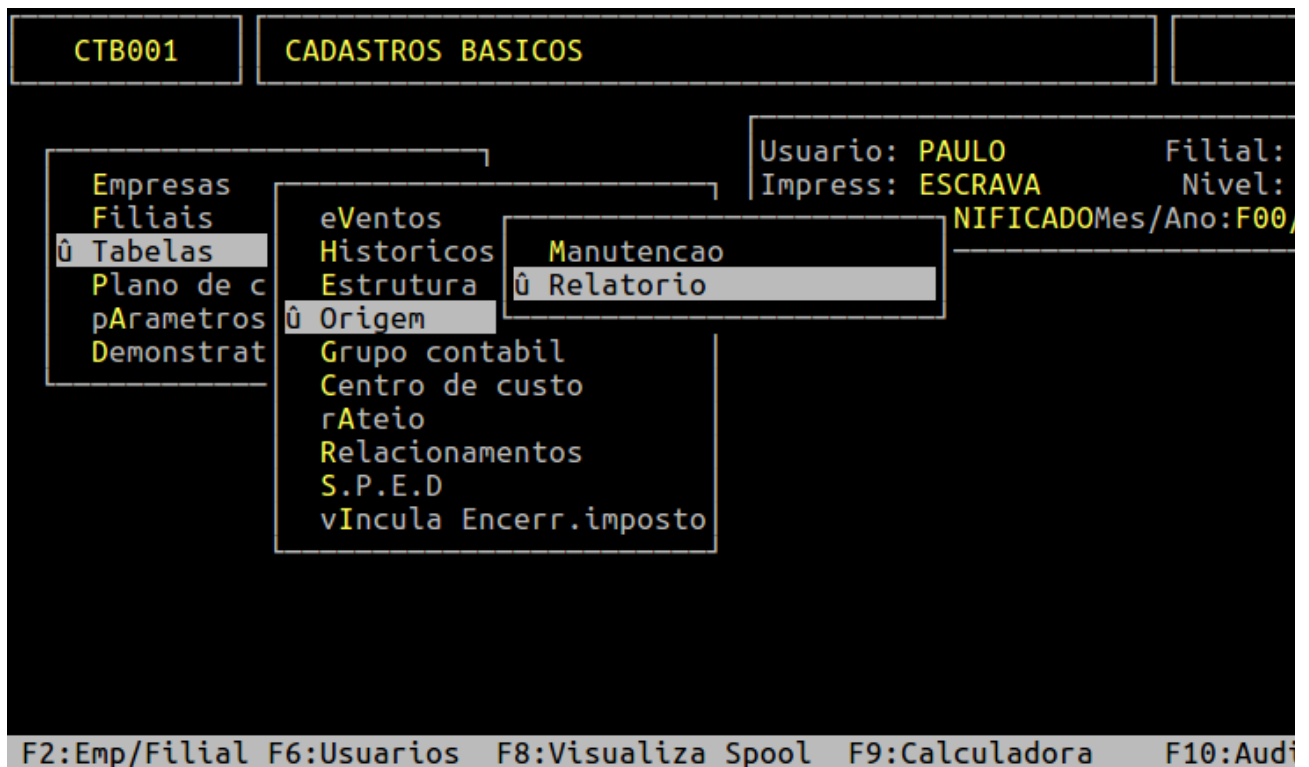 CTB001 CADASTROS BASICOS
Usuario: PAULO Filial:
Empresas Impress: ESCRAVA Nivel:
Filiais eVentos NIFICADOMes/Ano:F00/
û Tabelas Historicos Manutencao
Plano de c Estrutura û Relatorio
pArametros û Origem
Demonstrat Grupo contabil
Centro de custo
rAteio
Relacionamentos
S.P.E.D
vIncula Encerr.imposto
F2:Emp/Filial F6:Usuarios F8:Visualiza Spool F9:Calculadora F10:Audi